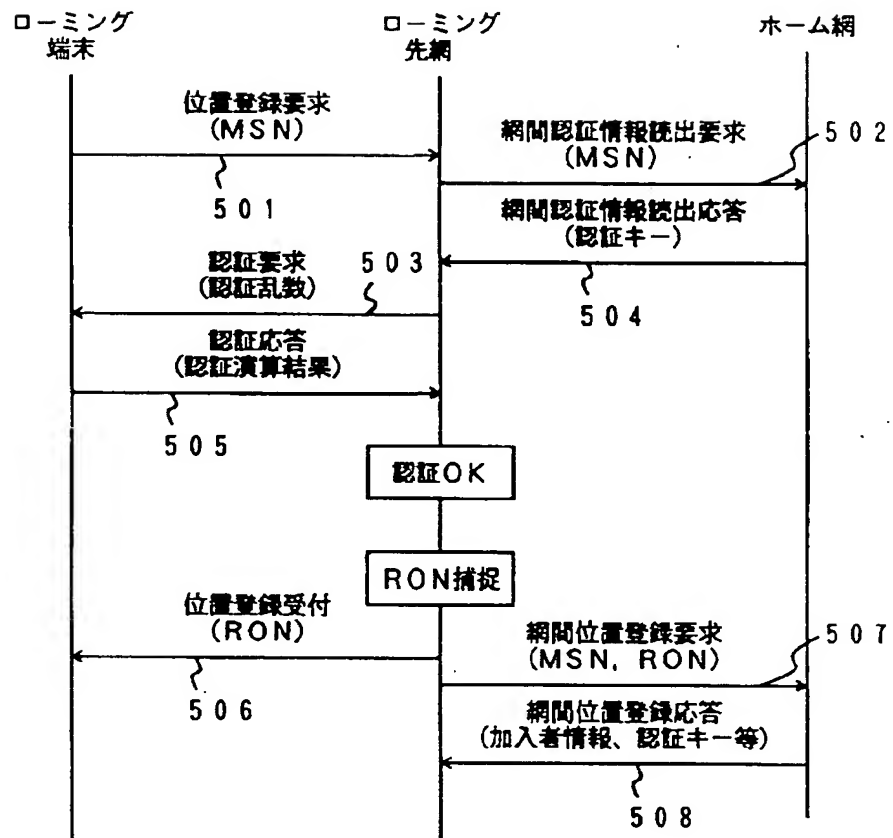 ローミング
端末
ローミング
先網
ホーム網
位置登録要求
(MSN)
501
網間認証情報読出要求
(MSN)
502
網間認証情報読出応答
(認証キー)
504
認証要求
(認証乱数)
503
認証応答
(認証演算結果)
505
認証OK
RON捕捉
位置登録受付
(RON)
506
網間位置登録要求
(MSN, RON)
507
網間位置登録応答
(加入者情報、認証キー等)
508